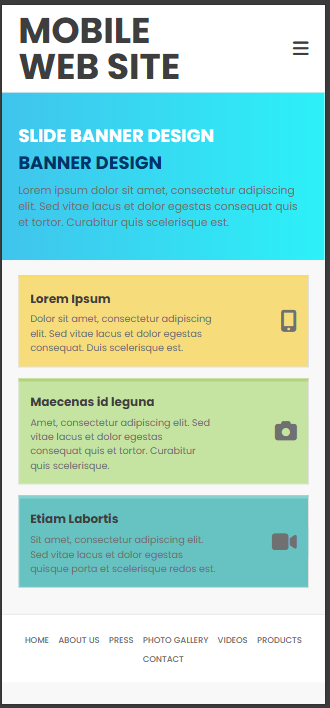 MOBILE
WEB SITE
SLIDE BANNER DESIGN
BANNER DESIGN
Lorem ipsum dolor sit amet, consectetur adipiscing
elit. Sed vitae lacus et dolor egestas consequat quis
et tortor. Curabitur quis scelerisque est.
Lorem Ipsum
Dolor sit amet, consectetur adipiscing
elit. Sed vitae lacus et dolor egestas
consequat. Duis scelerisque est.
Maecenas id leguna
Amet, consectetur adipiscing elit. Sed
vitae lacus et dolor egestas
consequat quis et tortor. Curabitur
quis scelerisque.
Etiam Labortis
Sit amet, consectetur adipiscing elit.
Sed vitae lacus et dolor egestas
quisque porta et scelerisque redos est.
HOME ABOUT US PRESS PHOTO GALLERY VIDEOS PRODUCTS
CONTACT